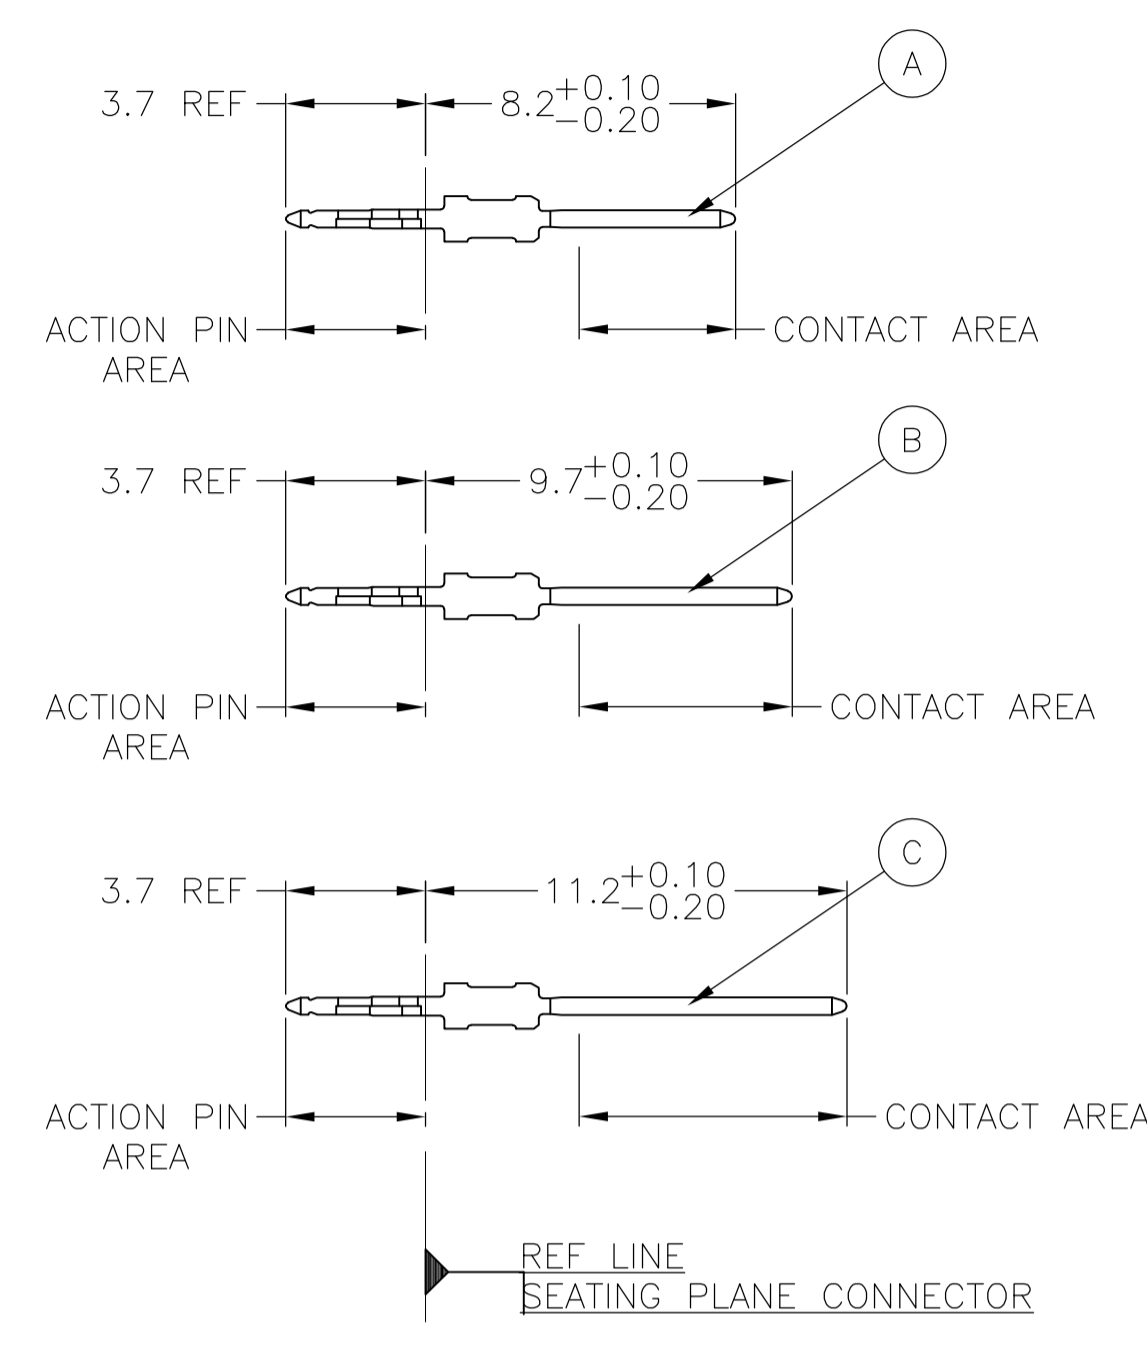 A
3.7 REF
8.2+0.10
-0.20
ACTION PIN
AREA
CONTACT AREA
B
3.7 REF
9.7+0.10
-0.20
ACTION PIN
AREA
CONTACT AREA
C
3.7 REF
11.2+0.10
-0.20
ACTION PIN
AREA
CONTACT AREA
REF LINE
SEATING PLANE CONNECTOR